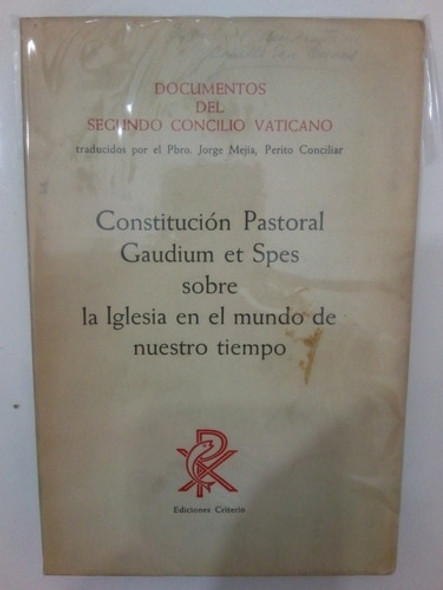 DOCUMENTOS
DEL
SEGUNDO CONCILIO VATICANO
traducidos por el Pbro. Jorge Mejía, Perito Conciliar
Constitución Pastoral
Gaudium et Spes
sobre
la Iglesia en el mundo de
nuestro tiempo
Ediciones Criterio